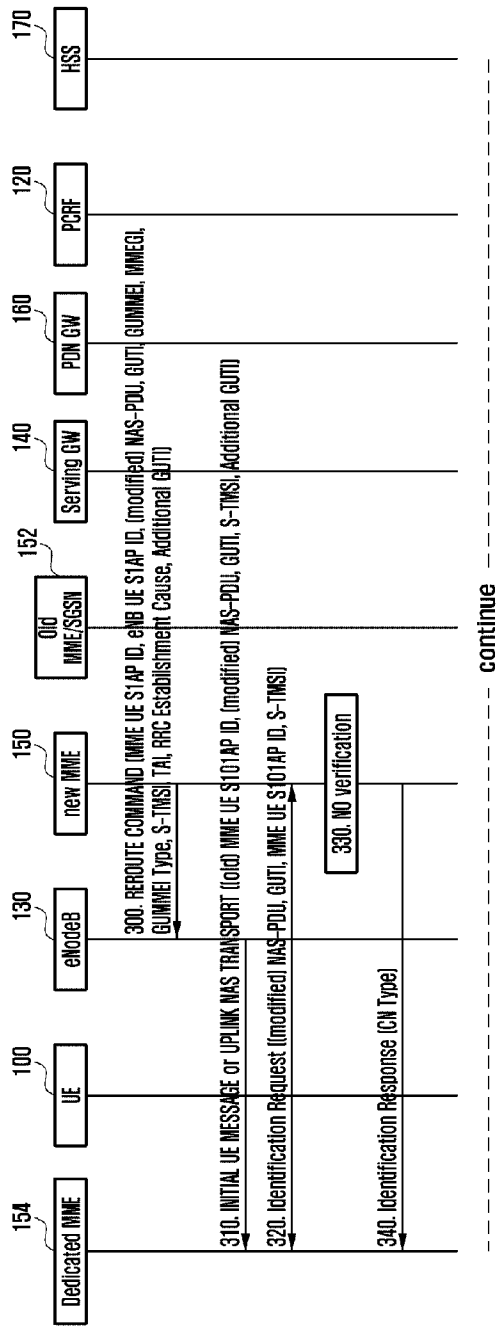 154
Dedicated MME
100
UE
130
eNodeB
150
new MME
152
Old
MME/SGSN
140
Serving GW
160
PDN GW
120
PCRF
170
HSS
300. REROUTE COMMAND (MME UE S1AP ID, eNB UE S1AP ID, (modified) NAS-PDU, GUTI, GUMMEI, MMEGI,
GUMMEI Type, S-TMSI, TAI, RRC Establishment Cause, Additional GUTI)
310. INITIAL UE MESSAGE or UPLINK NAS TRANSPORT ((old) MME UE S101AP ID, (modified) NAS-PDU, GUTI, S-TMSI, Additional GUTI)
320. Identification Request ((modified) NAS-PDU, GUTI, MME UE S101AP ID, S-TMSI)
330. NO verification
340. Identification Response (CN Type)
continue